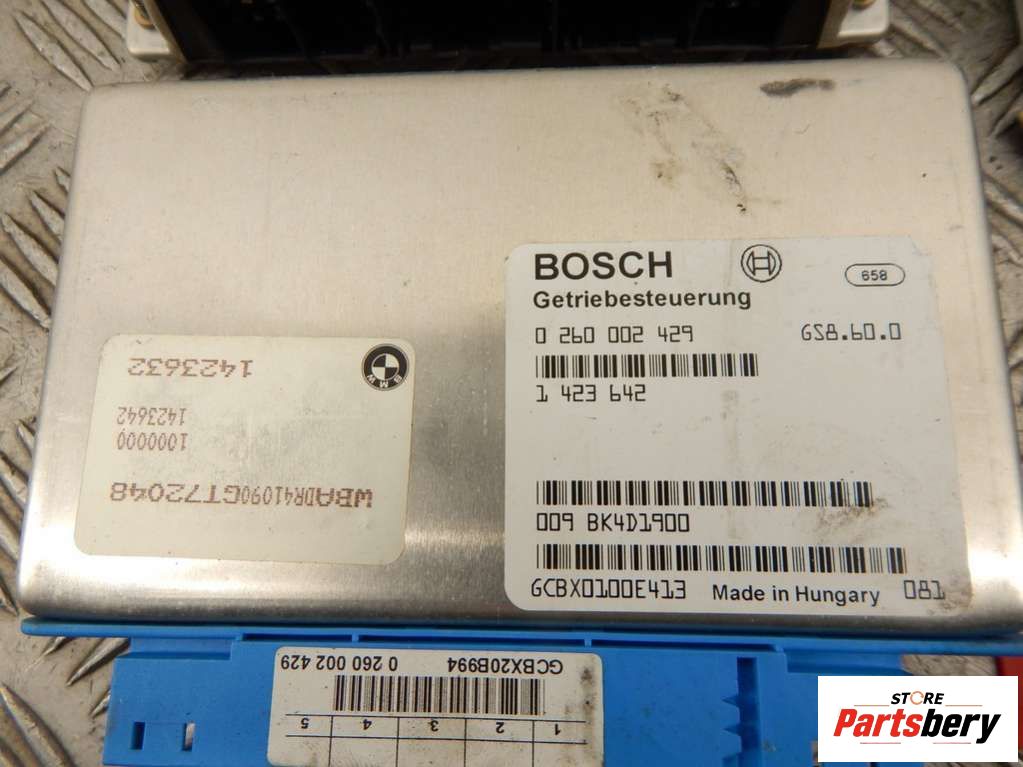 BOSCH
658
Getriebesteuerung
0 260 002 429
GS8.60.0
1 423 642
009 BK4D1900
GCBX0100E413 Made in Hungary 081
BMW
1423632
1423642
1000000
WBADR41090GT72048
GCBX20B994 0 260 002 429
1 2 3 4 5
STORE
Partsbery